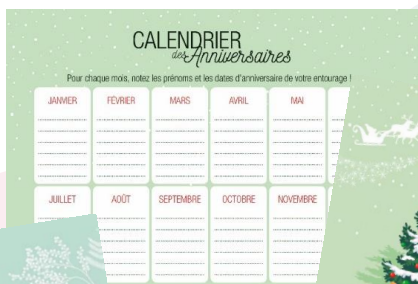 CALENDRIER
des Anniversaires
Pour chaque mois, notez les prénoms et les dates d'anniversaire de votre entourage !
JANVIER FÉVRIER MARS AVRIL MAI
JUILLET AOÛT SEPTEMBRE OCTOBRE NOVEMBRE